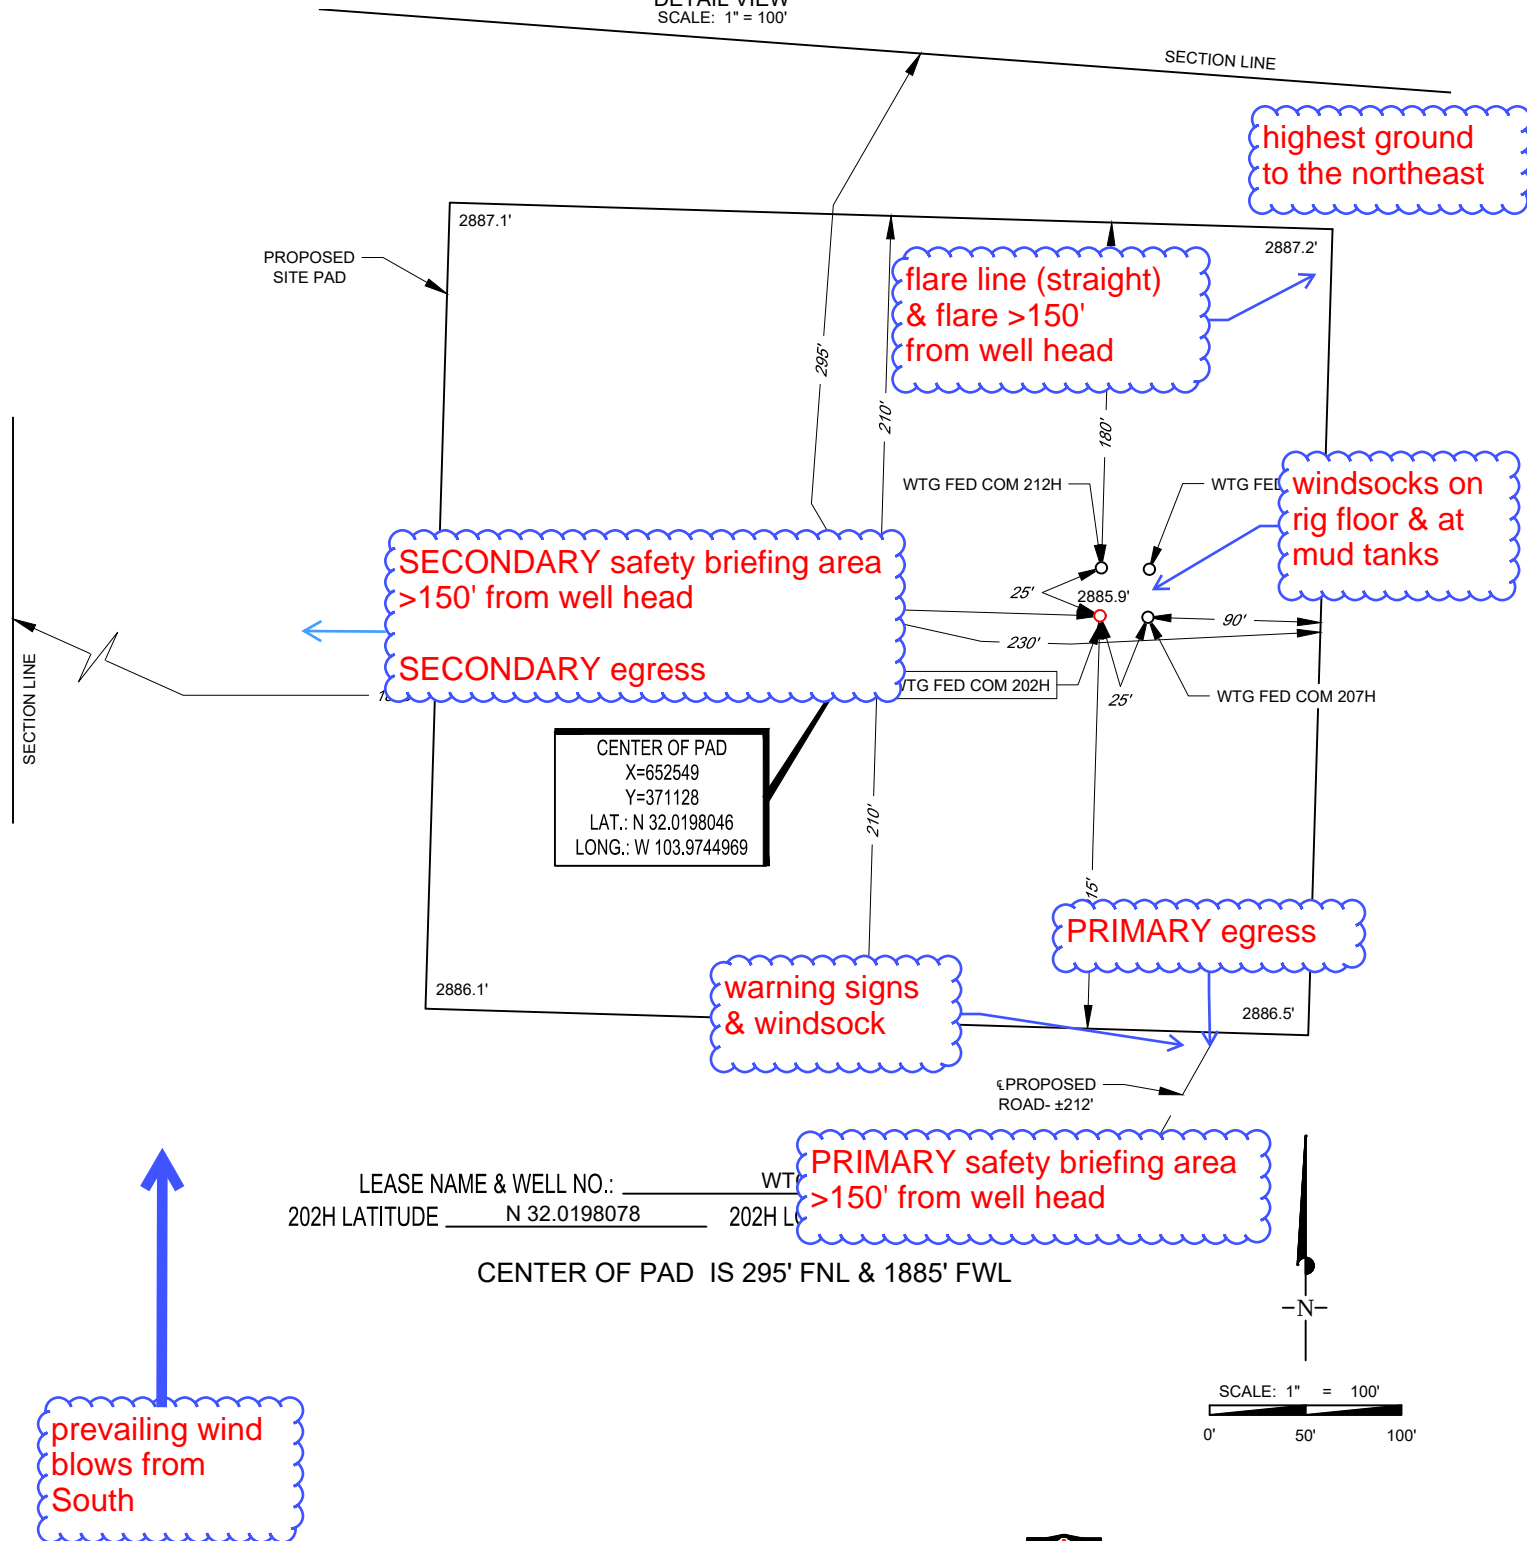 DETAIL VIEW
SCALE: 1" = 100'
SECTION LINE
highest ground
to the northeast
2887.1'
2887.2'
PROPOSED
SITE PAD
flare line (straight)
& flare >150'
from well head
295'
210'
180'
WTG FED COM 212H
WTG FED
windsocks on
rig floor & at
mud tanks
SECONDARY safety briefing area
>150' from well head
SECONDARY egress
25'
2885.9'
90'
230'
WTG FED COM 202H
25'
WTG FED COM 207H
SECTION LINE
CENTER OF PAD
X=652549
Y=371128
LAT.: N 32.0198046
LONG.: W 103.9744969
210'
15'
PRIMARY egress
2886.1'
warning signs
& windsock
2886.5'
℄ PROPOSED
ROAD- ±212'
PRIMARY safety briefing area
>150' from well head
LEASE NAME & WELL NO.:
202H LATITUDE N 32.0198078 202H
CENTER OF PAD IS 295' FNL & 1885' FWL
-N-
SCALE: 1" = 100'
0' 50' 100'
prevailing wind
blows from
South